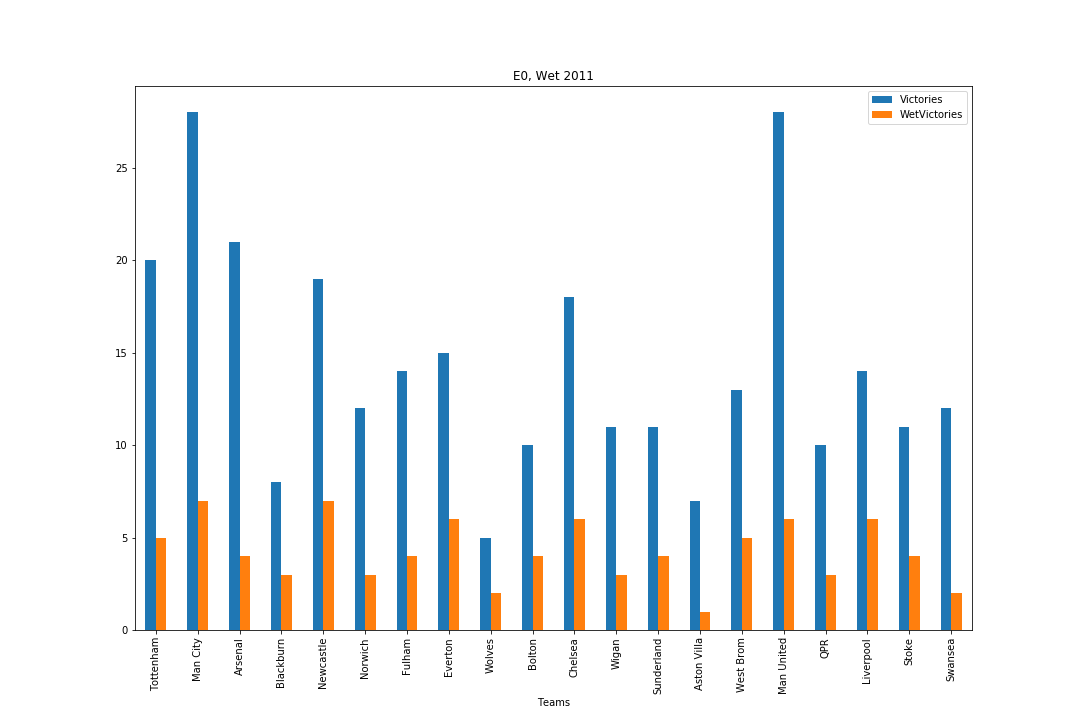 E0, Wet 2011
Victories
WetVictories
25
20
15
10
5
0
Tottenham
Man City
Arsenal
Blackburn
Newcastle
Norwich
Fulham
Everton
Wolves
Bolton
Chelsea
Wigan
Sunderland
Aston Villa
West Brom
Man United
QPR
Liverpool
Stoke
Swansea
Teams